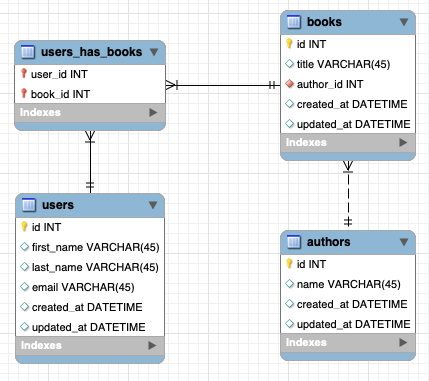 users_has_books
user_id INT
book_id INT
Indexes
books
id INT
title VARCHAR(45)
author_id INT
created_at DATETIME
updated_at DATETIME
Indexes
users
id INT
first_name VARCHAR(45)
last_name VARCHAR(45)
email VARCHAR(45)
created_at DATETIME
updated_at DATETIME
Indexes
authors
id INT
name VARCHAR(45)
created_at DATETIME
updated_at DATETIME
Indexes